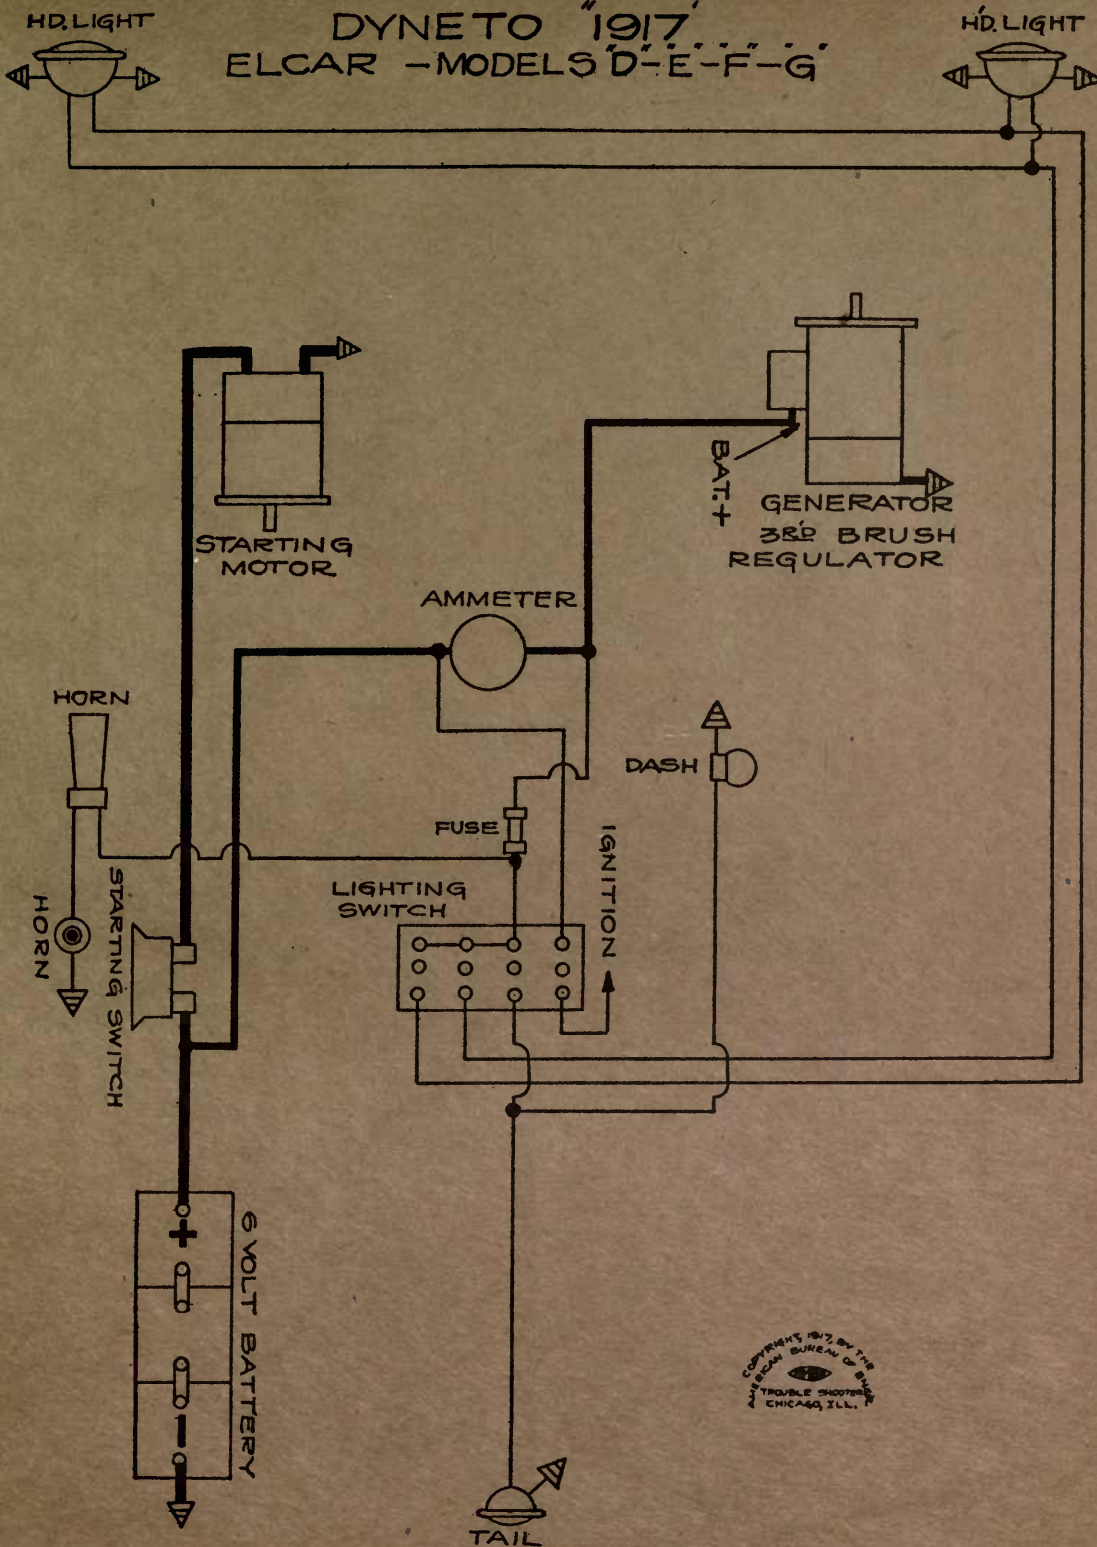 HD. LIGHT
DYNETO "1917"
H'D. LIGHT
ELCAR - MODELS "D"-"E"-"F"-"G"
BAT. +
GENERATOR
3RD BRUSH
REGULATOR
STARTING
MOTOR
AMMETER
HORN
DASH
FUSE
IGNITION
LIGHTING
SWITCH
HORN
STARTING SWITCH
6 VOLT BATTERY
+
-
COPYRIGHT, 1917, BY THE
AMERICAN BUREAU OF ENGR.
TROUBLE SHOOTERS
CHICAGO, ILL.
TAIL